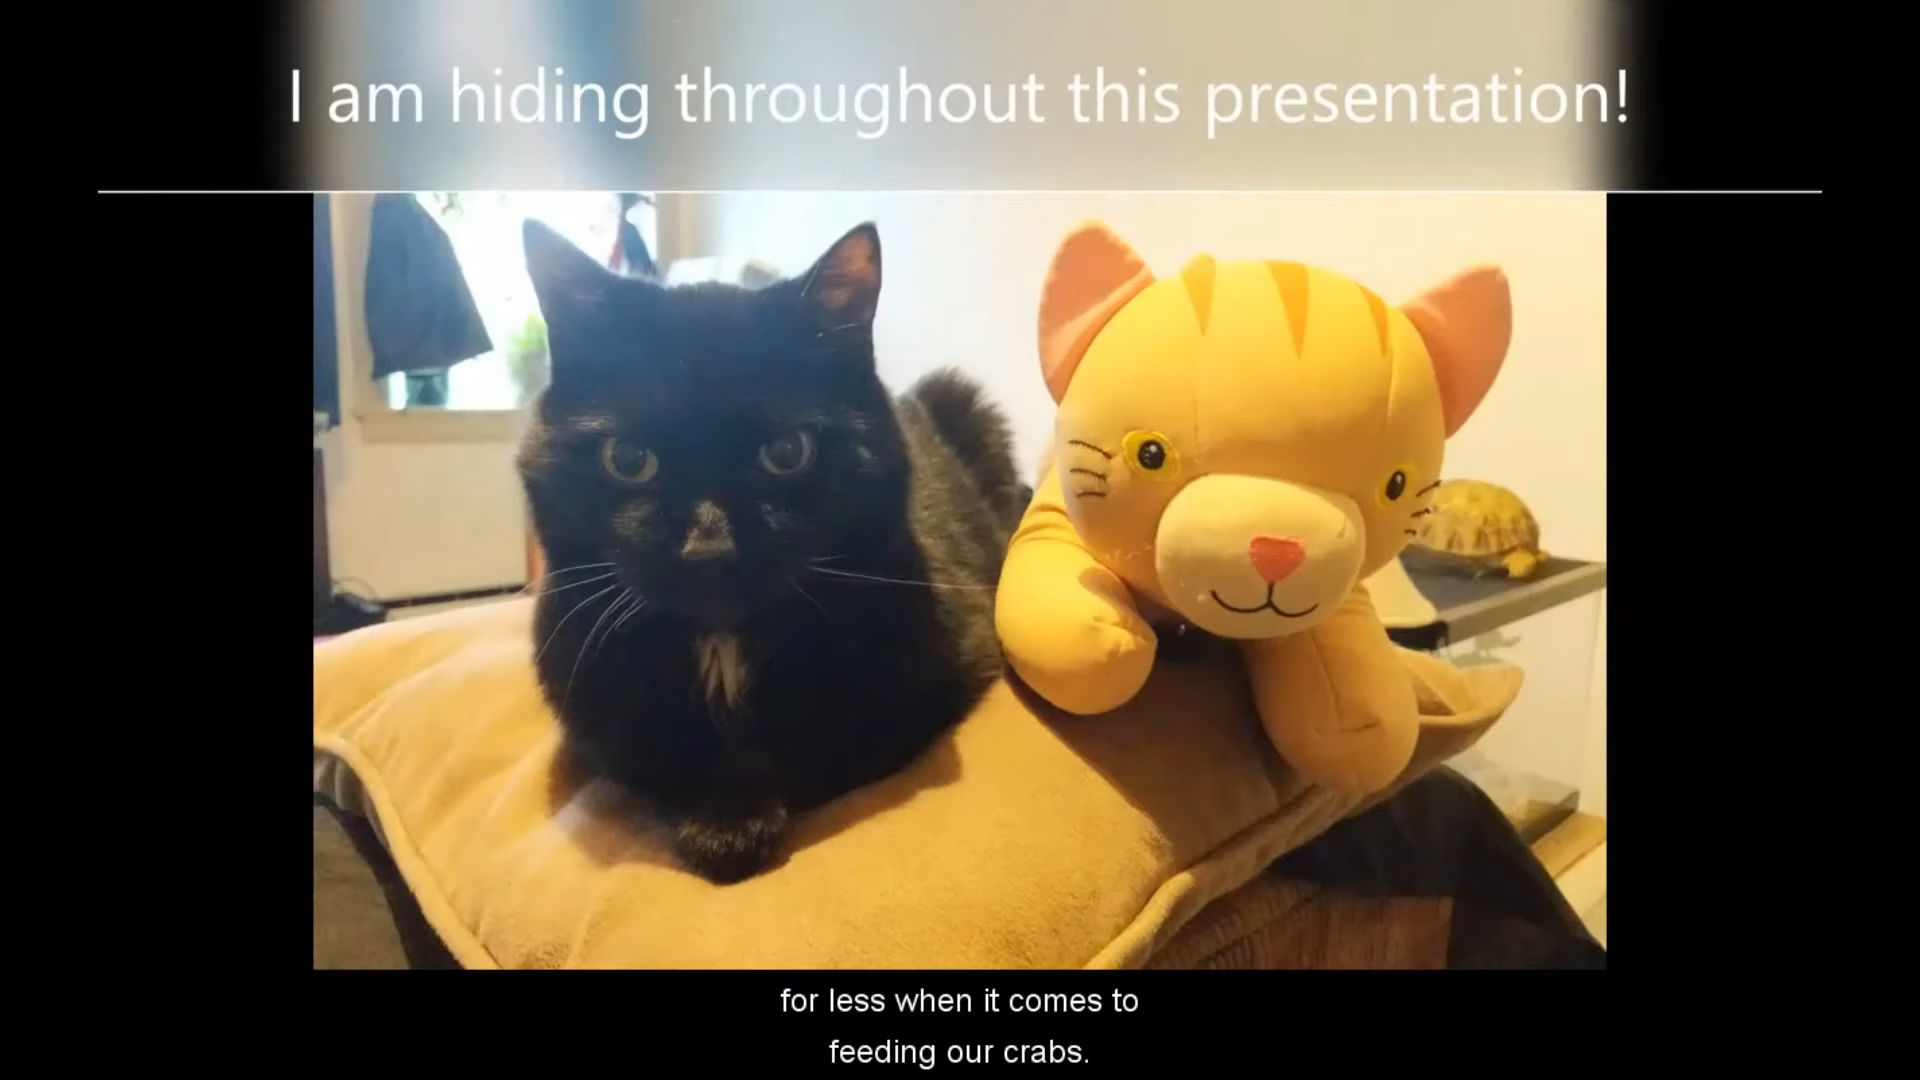 I am hiding throughout this presentation!
for less when it comes to
feeding our crabs.